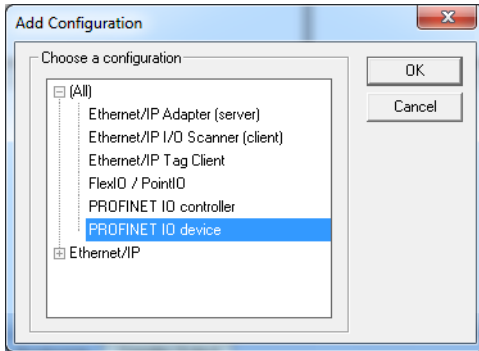 Add Configuration
Choose a configuration
OK
Cancel
(All)
Ethernet/IP Adapter (server)
Ethernet/IP I/O Scanner (client)
Ethernet/IP Tag Client
FlexIO / PointIO
PROFINET IO controller
PROFINET IO device
Ethernet/IP